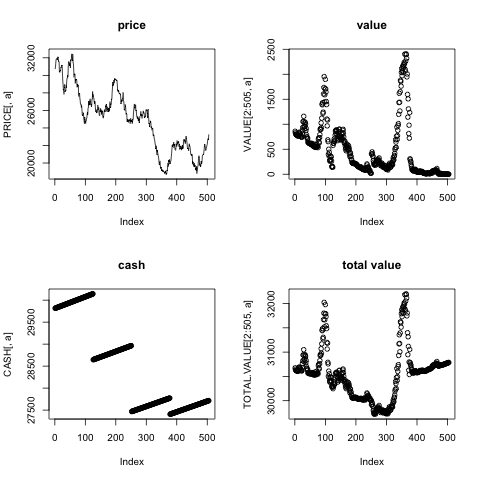 price
PRICE[, a]
32000
26000
20000
0 100 200 300 400 500
Index
value
VALUE[2:505, a]
2500
1500
500
0
0 100 200 300 400 500
Index
cash
CASH[, a]
29500
28500
27500
0 100 200 300 400 500
Index
total value
TOTAL.VALUE[2:505, a]
32000
31000
30000
0 100 200 300 400 500
Index